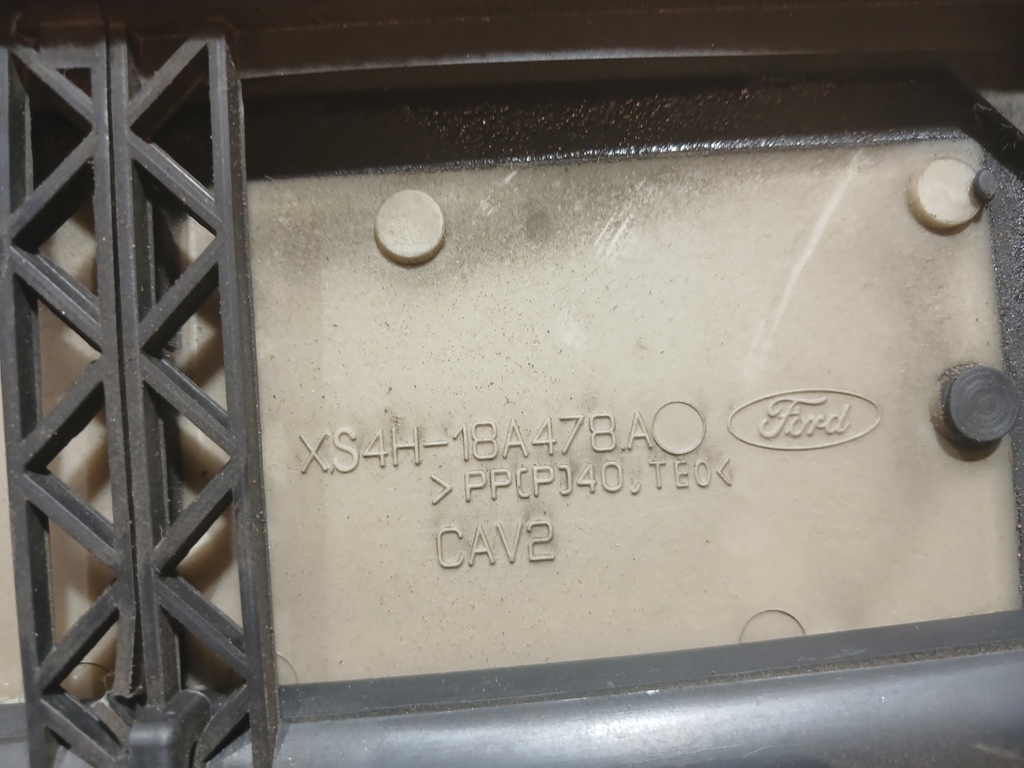 XS4H-18A478.A
Ford
>PP(P)40,TEO<
CAV2